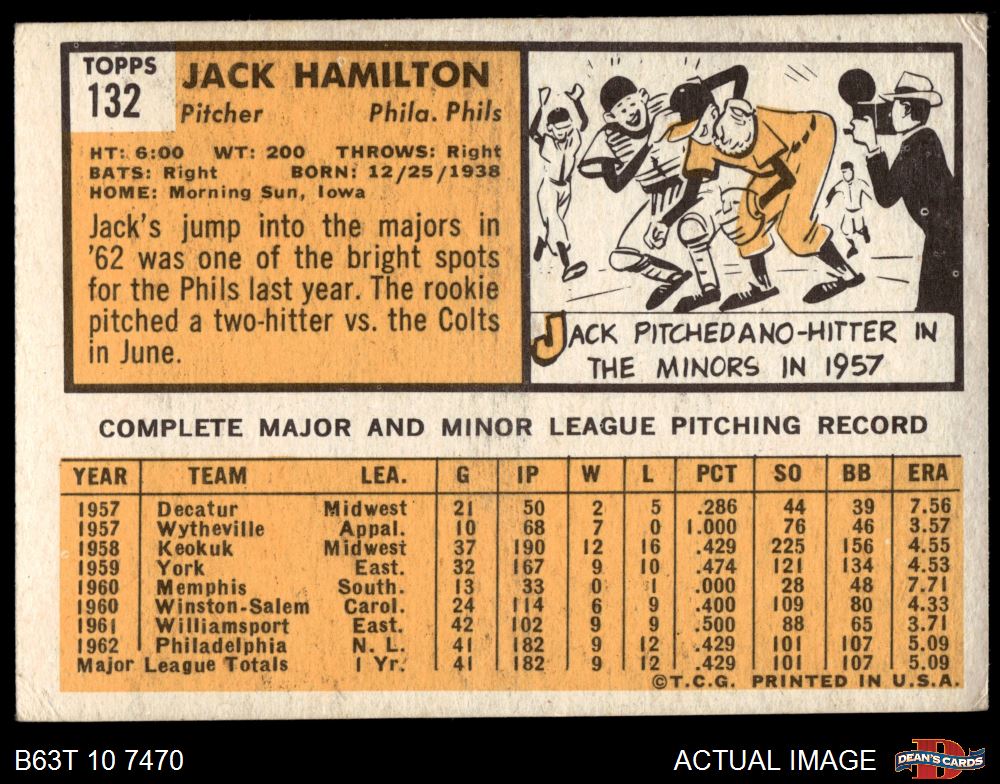 TOPPS
132
JACK HAMILTON
Pitcher Phila. Phils
HT: 6:00 WT: 200 THROWS: Right
BATS: Right BORN: 12/25/1938
HOME: Morning Sun, Iowa
Jack's jump into the majors in
'62 was one of the bright spots
for the Phils last year. The rookie
pitched a two-hitter vs. the Colts
in June.
JACK PITCHED A NO-HITTER IN
THE MINORS IN 1957
COMPLETE MAJOR AND MINOR LEAGUE PITCHING RECORD
YEAR TEAM LEA. G IP W L PCT SO BB ERA
1957 Decatur Midwest 21 50 2 5 .286 44 39 7.56
1957 Wytheville Appal. 10 68 7 0 1.000 76 46 3.57
1958 Keokuk Midwest 37 190 12 16 .429 225 156 4.55
1959 York East. 32 167 9 10 .474 121 134 4.53
1960 Memphis South. 13 33 0 1 .000 28 48 7.71
1960 Winston-Salem Carol. 24 114 6 9 .400 109 80 4.33
1961 Williamsport East. 42 102 9 9 .500 88 65 3.71
1962 Philadelphia N. L. 41 182 9 12 .429 101 107 5.09
Major League Totals 1 Yr. 41 182 9 12 .429 101 107 5.09
©T.C.G. PRINTED IN U.S.A.
B63T 10 7470 ACTUAL IMAGE
DEAN'S CARDS